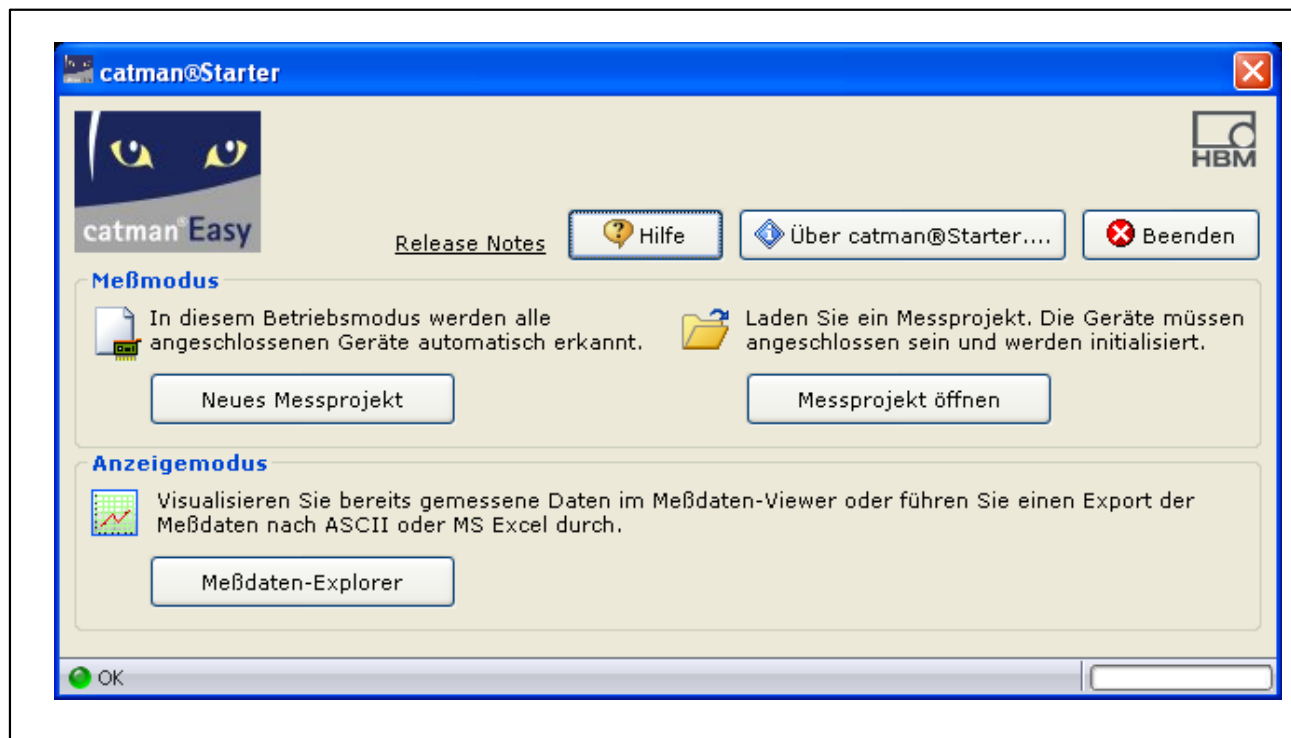 catman®Starter
HBM
catman®Easy
Release Notes
Hilfe
Über catman®Starter....
Beenden
Meßmodus
In diesem Betriebsmodus werden alle
angeschlossenen Geräte automatisch erkannt.
Neues Messprojekt
Laden Sie ein Messprojekt. Die Geräte müssen
angeschlossen sein und werden initialisiert.
Messprojekt öffnen
Anzeigemodus
Visualisieren Sie bereits gemessene Daten im Meßdaten-Viewer oder führen Sie einen Export der
Meßdaten nach ASCII oder MS Excel durch.
Meßdaten-Explorer
OK